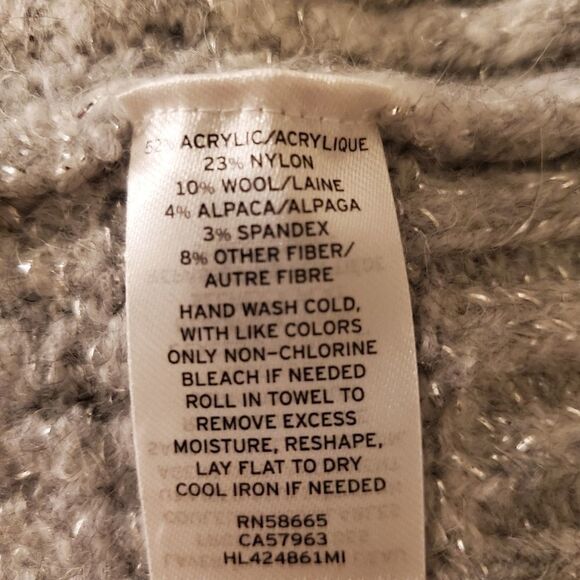 52% ACRYLIC/ACRYLIQUE
23% NYLON
10% WOOL/LAINE
4% ALPACA/ALPAGA
3% SPANDEX
8% OTHER FIBER/
AUTRE FIBRE
HAND WASH COLD,
WITH LIKE COLORS
ONLY NON-CHLORINE
BLEACH IF NEEDED
ROLL IN TOWEL TO
REMOVE EXCESS
MOISTURE, RESHAPE,
LAY FLAT TO DRY
COOL IRON IF NEEDED
RN58665
CA57963
HL424861MI